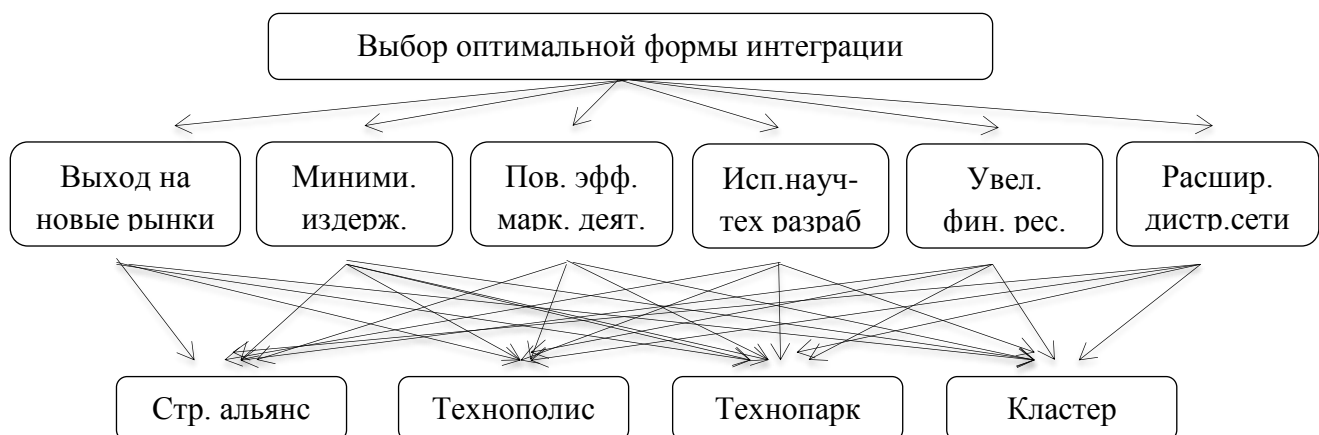 Выбор оптимальной формы интеграции
Выход на
новые рынки
Миними.
издерж.
Пов. эфф.
марк. деят.
Исп.науч-
тех разраб
Увел.
фин. рес.
Расшир.
дистр.сети
Стр. альянс
Технополис
Технопарк
Кластер